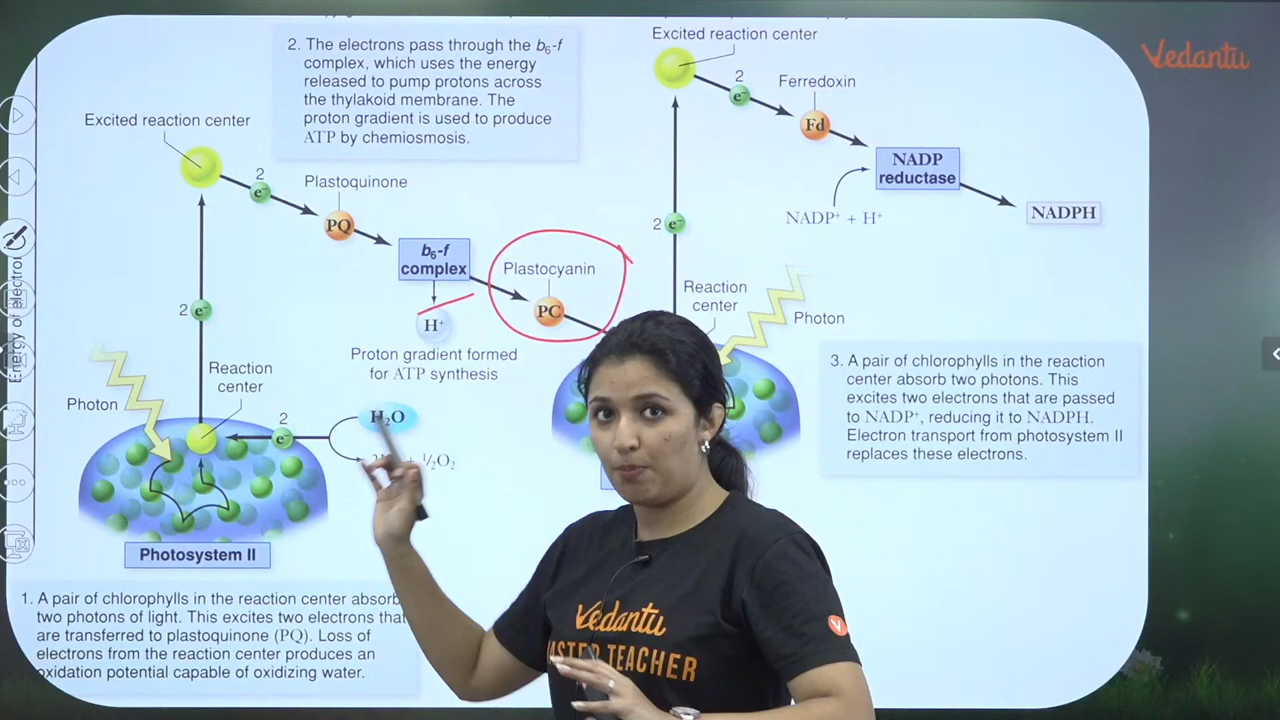 Vedantu
2. The electrons pass through the b₆-f
complex, which uses the energy
released to pump protons across
the thylakoid membrane. The
proton gradient is used to produce
ATP by chemiosmosis.
Excited reaction center
2
e⁻
Ferredoxin
Fd
NADP
reductase
NADP⁺ + H⁺
NADPH
2 e⁻
Excited reaction center
2
e⁻
Plastoquinone
PQ
b₆-f
complex
Plastocyanin
PC
H⁺
Proton gradient formed
for ATP synthesis
2 e⁻
Energy of electron
Reaction
center
Photon
Reaction
center
Photon
2
e⁻
H₂O
+ ½O₂
Photosystem II
3. A pair of chlorophylls in the reaction
center absorb two photons. This
excites two electrons that are passed
to NADP⁺, reducing it to NADPH.
Electron transport from photosystem II
replaces these electrons.
1. A pair of chlorophylls in the reaction center absorb
two photons of light. This excites two electrons that
are transferred to plastoquinone (PQ). Loss of
electrons from the reaction center produces an
oxidation potential capable of oxidizing water.
Vedantu
MASTER TEACHER
V